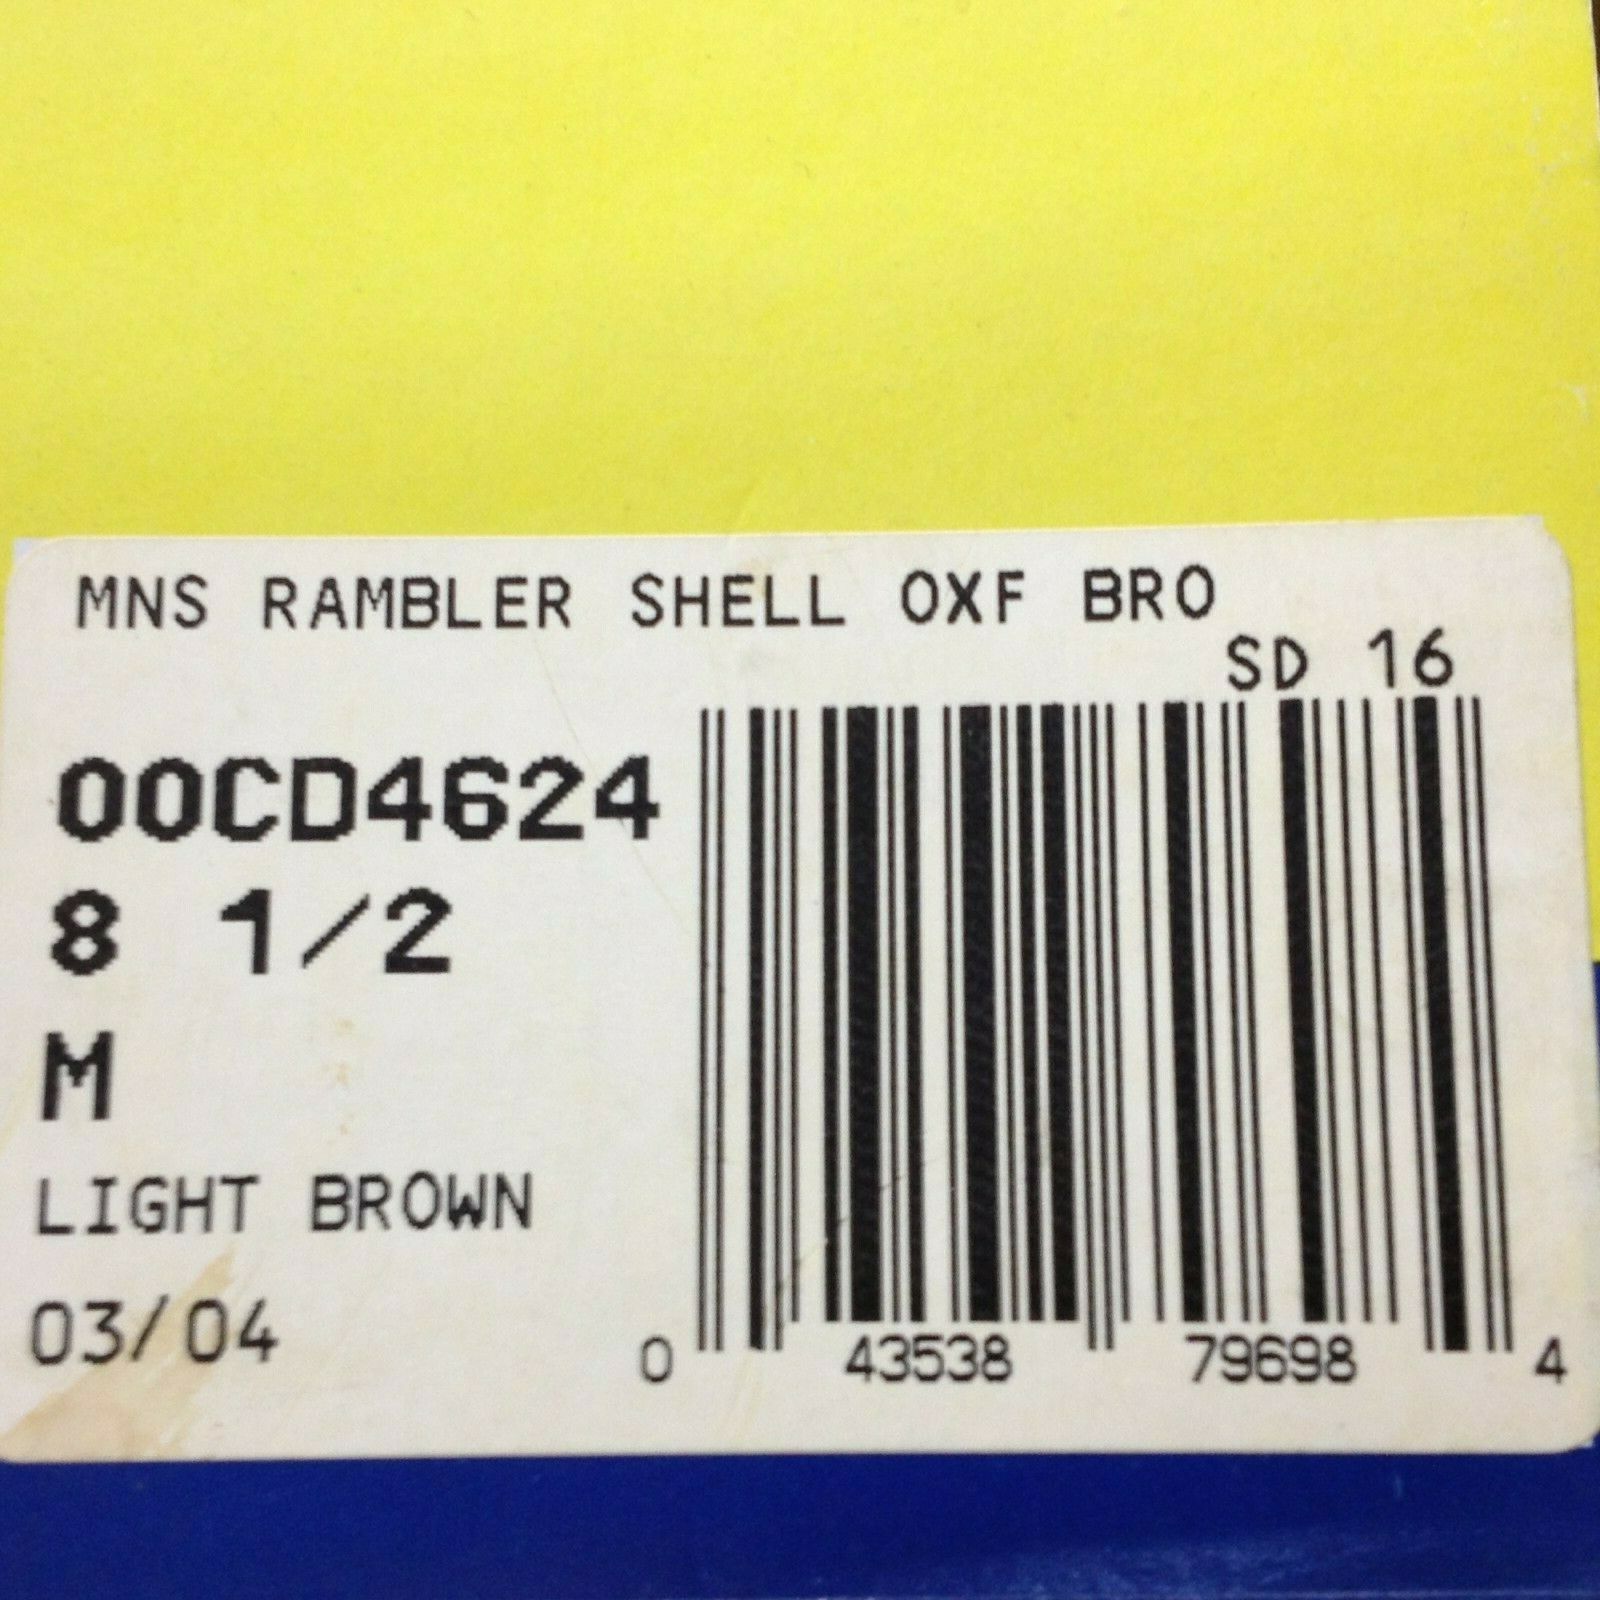 MNS RAMBLER SHELL OXF BRO
SD 16
00CD4624
8 1/2
M
LIGHT BROWN
03/04
0 43538 79698 4